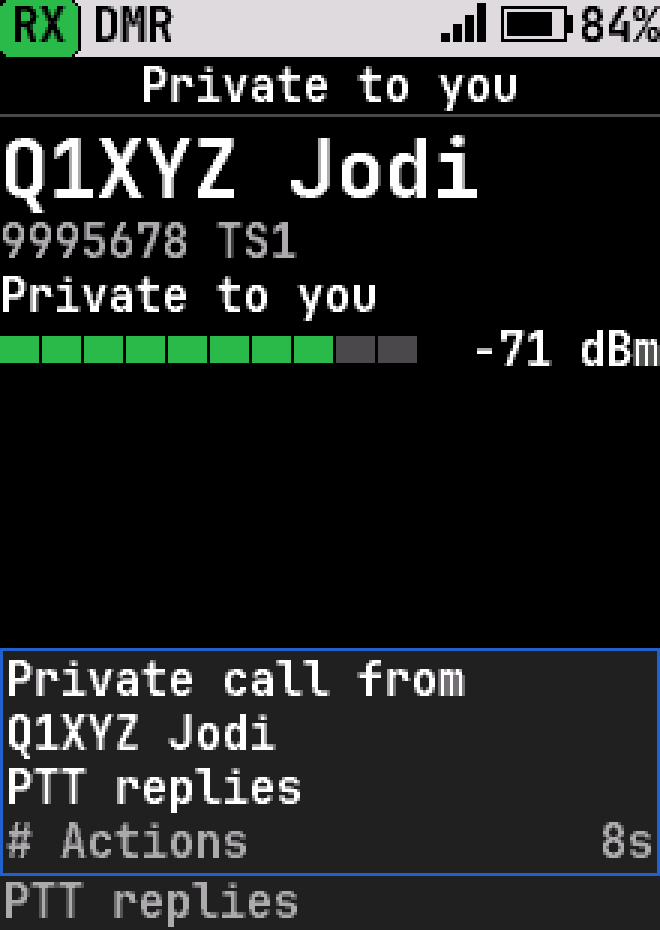 RX DMR 84%
Private to you
Q1XYZ Jodi
9995678 TS1
Private to you
-71 dBm
Private call from
Q1XYZ Jodi
PTT replies
# Actions 8s
PTT replies